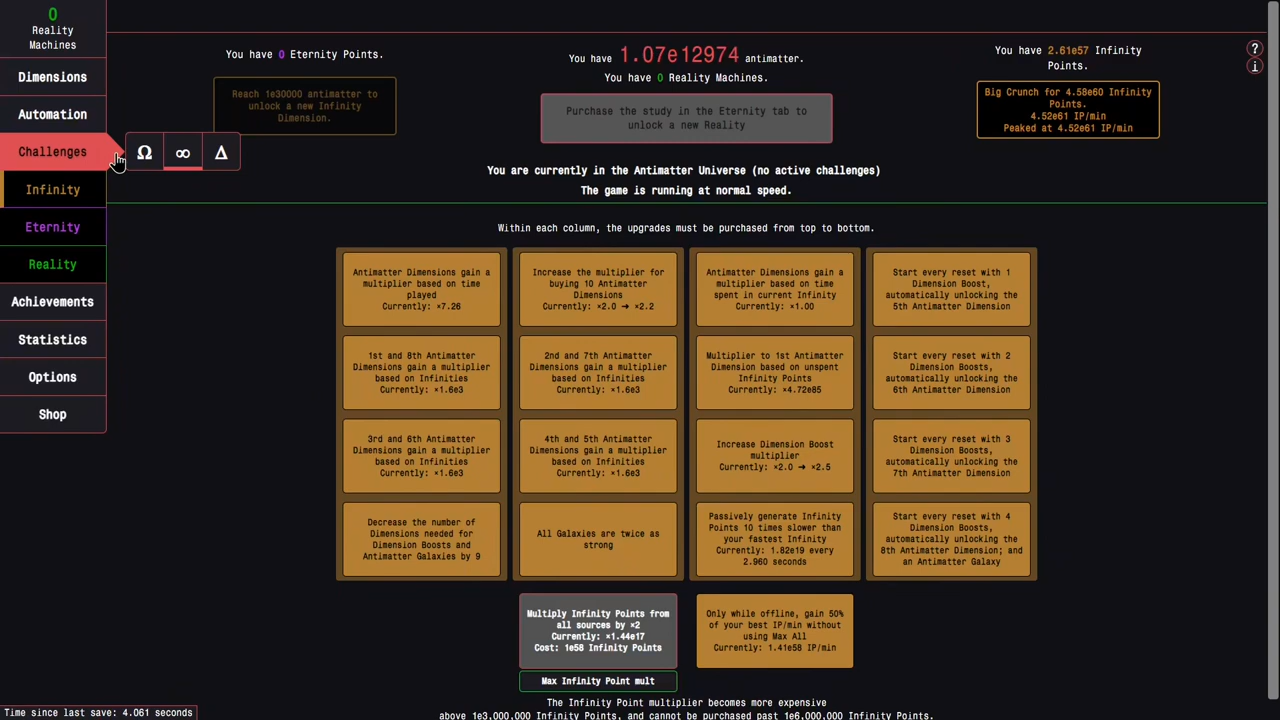 0
Reality
Machines
Dimensions
Automation
Challenges
Ω
∞
Δ
Infinity
Eternity
Reality
Achievements
Statistics
Options
Shop
You have 0 Eternity Points.
Reach 1e30000 antimatter to
unlock a new Infinity
Dimension.
You have 1.07e12974 antimatter.
You have 0 Reality Machines.
Purchase the study in the Eternity tab to
unlock a new Reality
You have 2.61e57 Infinity
Points.
Big Crunch for 4.58e60 Infinity
Points.
4.52e61 IP/min
Peaked at 4.52e61 IP/min
?
i
You are currently in the Antimatter Universe (no active challenges)
The game is running at normal speed.
Within each column, the upgrades must be purchased from top to bottom.
Antimatter Dimensions gain a
multiplier based on time
played
Currently: ×7.26
Increase the multiplier for
buying 10 Antimatter
Dimensions
Currently: ×2.0 ➜ ×2.2
Antimatter Dimensions gain a
multiplier based on time
spent in current Infinity
Currently: ×1.00
Start every reset with 1
Dimension Boost,
automatically unlocking the
5th Antimatter Dimension
1st and 8th Antimatter
Dimensions gain a multiplier
based on Infinities
Currently: ×1.6e3
2nd and 7th Antimatter
Dimensions gain a multiplier
based on Infinities
Currently: ×1.6e3
Multiplier to 1st Antimatter
Dimension based on unspent
Infinity Points
Currently: ×4.72e85
Start every reset with 2
Dimension Boosts,
automatically unlocking the
6th Antimatter Dimension
3rd and 6th Antimatter
Dimensions gain a multiplier
based on Infinities
Currently: ×1.6e3
4th and 5th Antimatter
Dimensions gain a multiplier
based on Infinities
Currently: ×1.6e3
Increase Dimension Boost
multiplier
Currently: ×2.0 ➜ ×2.5
Start every reset with 3
Dimension Boosts,
automatically unlocking the
7th Antimatter Dimension
Decrease the number of
Dimensions needed for
Dimension Boosts and
Antimatter Galaxies by 9
All Galaxies are twice as
strong
Passively generate Infinity
Points 10 times slower than
your fastest Infinity
Currently: 1.82e19 every
2.960 seconds
Start every reset with 4
Dimension Boosts,
automatically unlocking the
8th Antimatter Dimension; and
an Antimatter Galaxy
Multiply Infinity Points from
all sources by ×2
Currently: ×1.44e17
Cost: 1e58 Infinity Points
Max Infinity Point mult
Only while offline, gain 50%
of your best IP/min without
using Max All
Currently: 1.41e58 IP/min
The Infinity Point multiplier becomes more expensive
above 1e3,000,000 Infinity Points, and cannot be purchased past 1e6,000,000 Infinity Points.
Time since last save: 4.061 seconds